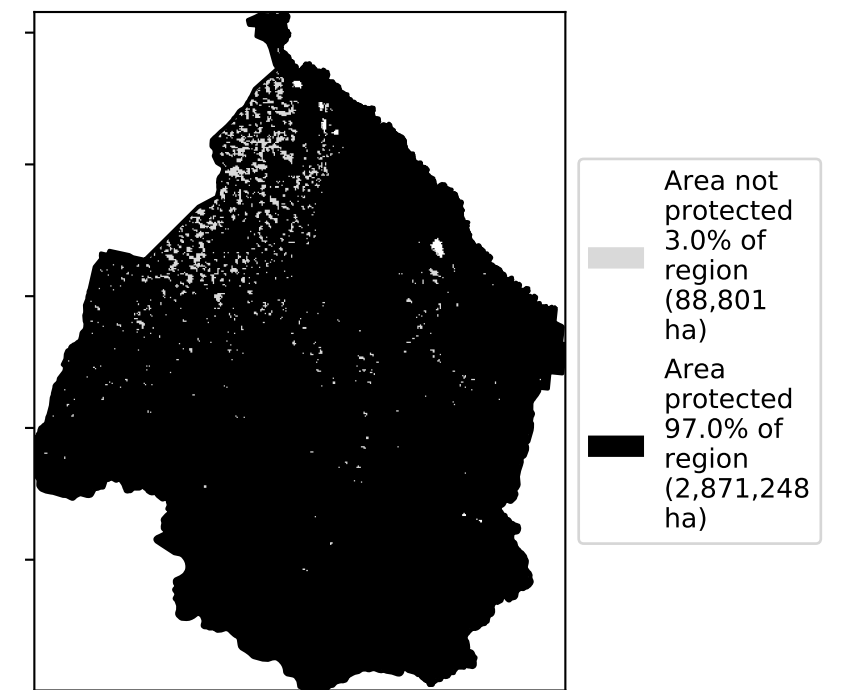 Area not
protected
3.0% of
region
(88,801
ha)
Area
protected
97.0% of
region
(2,871,248
ha)